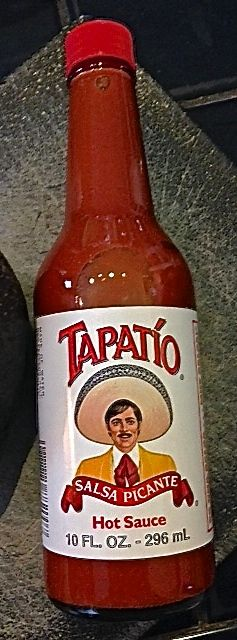 TAPATÍO®
SALSA PICANTE
Hot Sauce
10 FL. OZ. - 296 mL